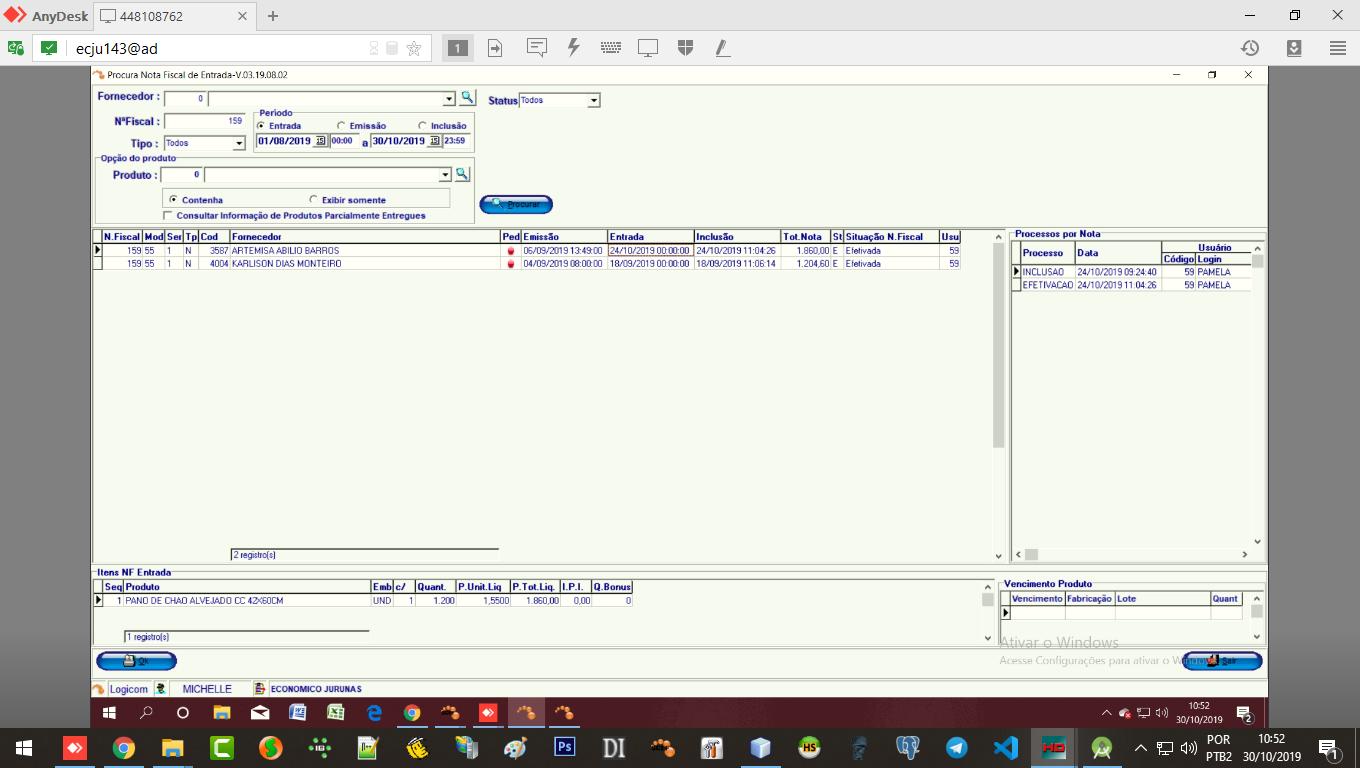 AnyDesk 448108762
ecju143@ad 1
Procura Nota Fiscal de Entrada-V.03.19.08.02
Fornecedor : 0 Status Todos
NºFiscal : 159 Período
Entrada Emissão Inclusão
Tipo : Todos 01/08/2019 15 00:00 a 30/10/2019 15 23:59
Opção do produto
Produto : 0
Contenha Exibir somente
Consultar Informação de Produtos Parcialmente Entregues
Procurar
N.Fiscal Mod Ser Tp Cod Fornecedor Ped Emissão Entrada Inclusão Tot.Nota St Situação N.Fiscal Usu
159 55 1 N 3587 ARTEMISA ABILIO BARROS 06/09/2019 13:49:00 24/10/2019 00:00:00 24/10/2019 11:04:26 1.860,00 E Efetivada 59
159 55 1 N 4004 KARLISON DIAS MONTEIRO 04/09/2019 08:00:00 18/09/2019 00:00:00 18/09/2019 11:06:14 1.204,60 E Efetivada 59
2 registro(s)
Processos por Nota
Processo Data Usuário
Código Login
INCLUSAO 24/10/2019 09:24:40 59 PAMELA
EFETIVACAO 24/10/2019 11:04:26 59 PAMELA
Itens NF Entrada
Seq Produto Emb c/ Quant. P.Unit.Liq P.Tot.Liq. I.P.I. Q.Bonus
1 PANO DE CHAO ALVEJADO CC 42X60CM UND 1 1.200 1,5500 1.860,00 0,00 0
1 registro(s)
Vencimento Produto
Vencimento Fabricação Lote Quant
Ativar o Windows
Acesse Configurações para ativar o Windows
Ok Sair
Logicom MICHELLE ECONOMICO JURUNAS
10:52
30/10/2019 2
Ps DI HS HD POR
PTB2
10:52
30/10/2019 1